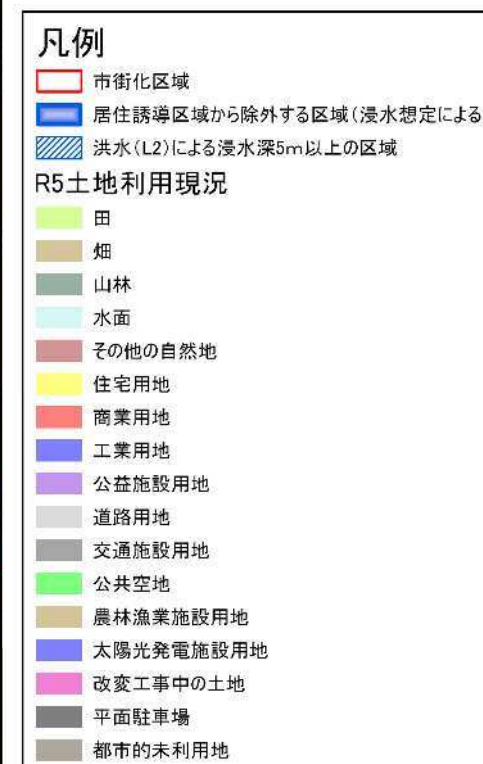 凡例
市街化区域
居住誘導区域から除外する区域(浸水想定による
洪水(L2)による浸水深5m以上の区域
R5土地利用現況
田
畑
山林
水面
その他の自然地
住宅用地
商業用地
工業用地
公益施設用地
道路用地
交通施設用地
公共空地
農林漁業施設用地
太陽光発電施設用地
改変工事中の土地
平面駐車場
都市的未利用地